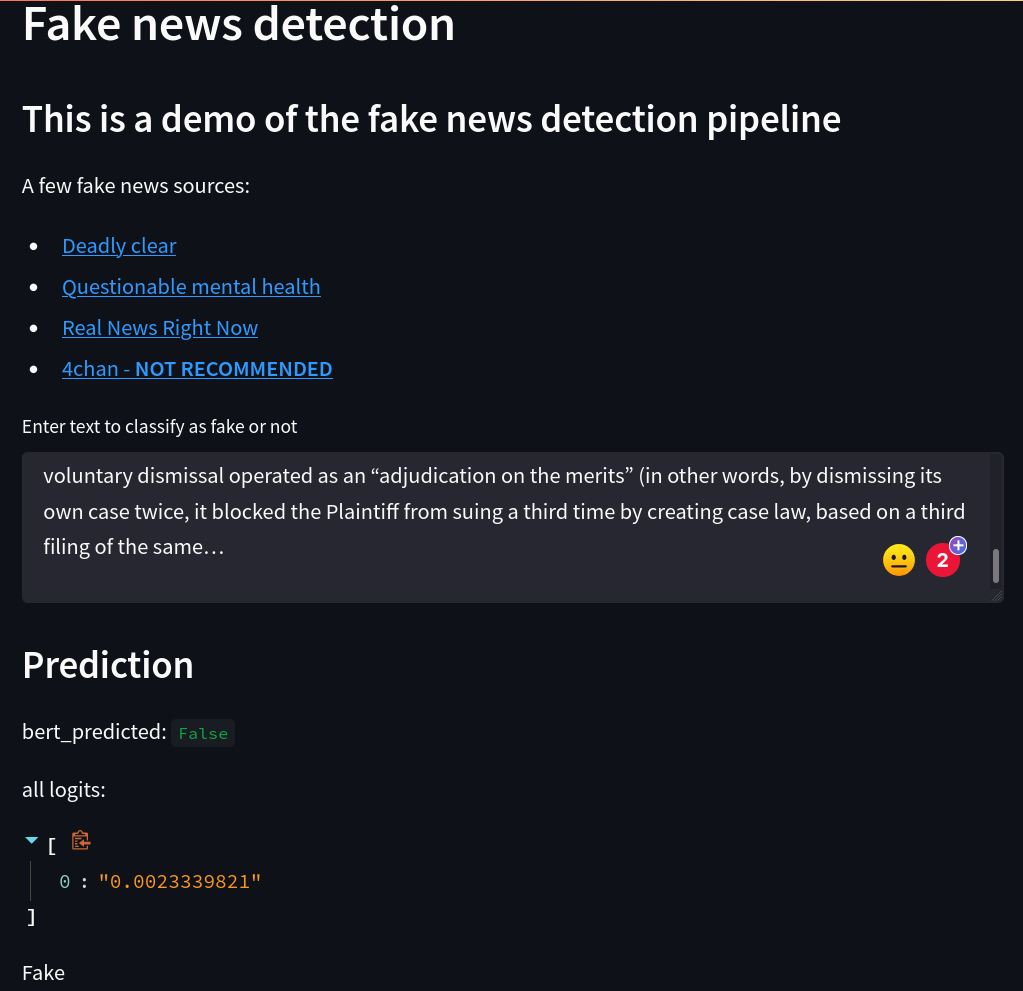 Fake news detection
This is a demo of the fake news detection pipeline
A few fake news sources:
Deadly clear
Questionable mental health
Real News Right Now
4chan - NOT RECOMMENDED
Enter text to classify as fake or not
voluntary dismissal operated as an “adjudication on the merits” (in other words, by dismissing its
own case twice, it blocked the Plaintiff from suing a third time by creating case law, based on a third
filing of the same…
2
Prediction
bert_predicted: False
all logits:
[
0 : "0.0023339821"
]
Fake